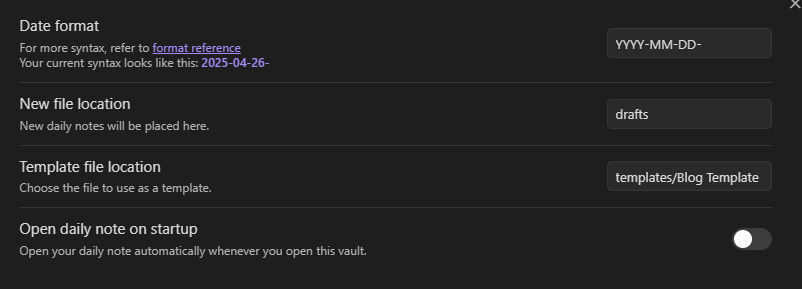 Date format
For more syntax, refer to format reference
Your current syntax looks like this: 2025-04-26-
YYYY-MM-DD-
New file location
New daily notes will be placed here.
drafts
Template file location
Choose the file to use as a template.
templates/Blog Template
Open daily note on startup
Open your daily note automatically whenever you open this vault.